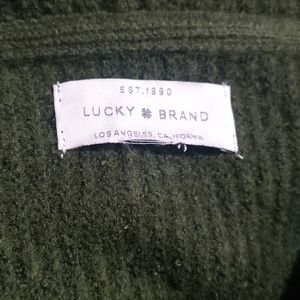 EST.1990
LUCKY BRAND
LOS ANGELES, CALIFORNIA